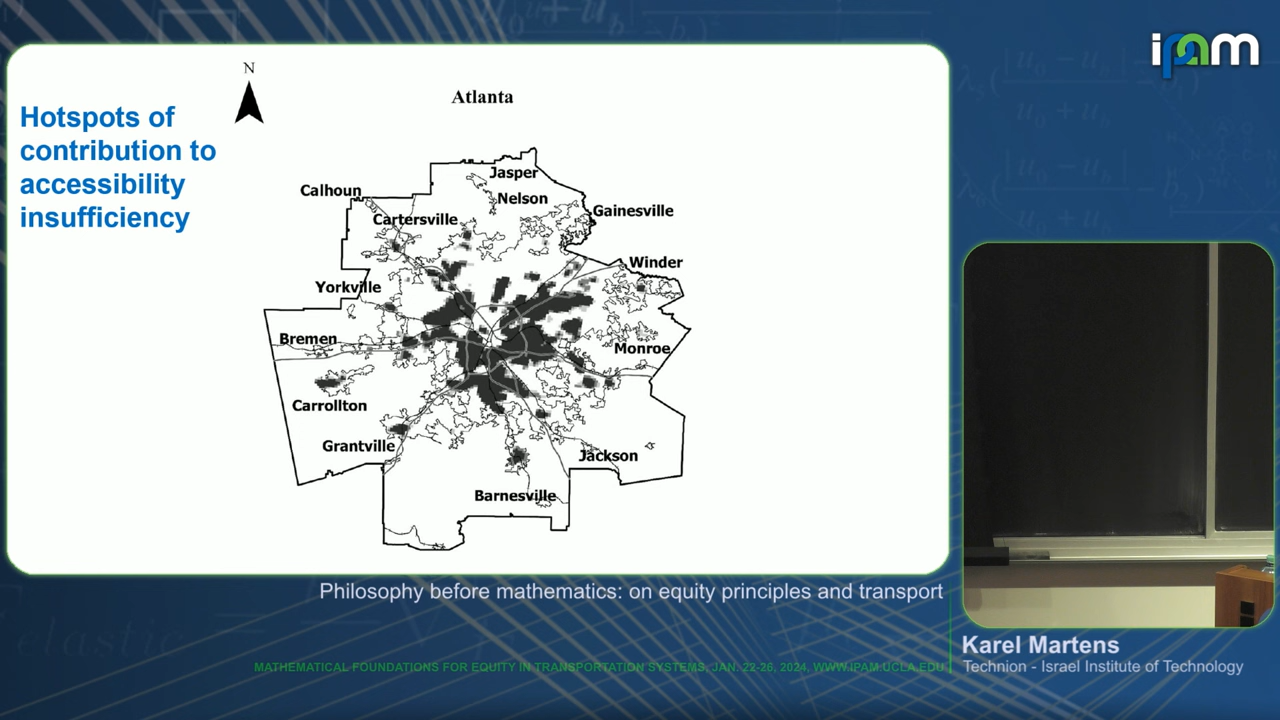 ipam
Hotspots of
contribution to
accessibility
insufficiency
N
Atlanta
Jasper
Calhoun
Nelson
Cartersville
Gainesville
Winder
Yorkville
Bremen
Monroe
Carrollton
Grantville
Jackson
Barnesville
Philosophy before mathematics: on equity principles and transport
Karel Martens
Technion - Israel Institute of Technology
MATHEMATICAL FOUNDATIONS FOR EQUITY IN TRANSPORTATION SYSTEMS, JAN. 22-26, 2024, WWW.IPAM.UCLA.EDU
elastic